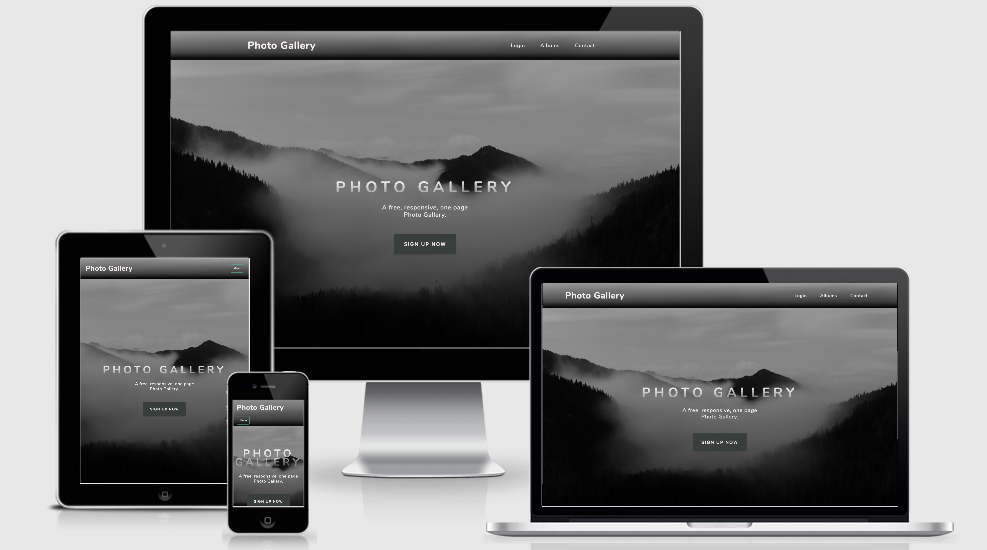 Photo Gallery
Login Albums Contact
PHOTO GALLERY
A free, responsive, one page
Photo Gallery.
SIGN UP NOW
Photo Gallery
PHOTO GALLERY
A free, responsive, one page
Photo Gallery.
SIGN UP NOW
Photo Gallery
PHOTO
GALLERY
A free, responsive, one page
Photo Gallery.
SIGN UP NOW
Photo Gallery
Login Albums Contact
PHOTO GALLERY
A free, responsive, one page
Photo Gallery.
SIGN UP NOW